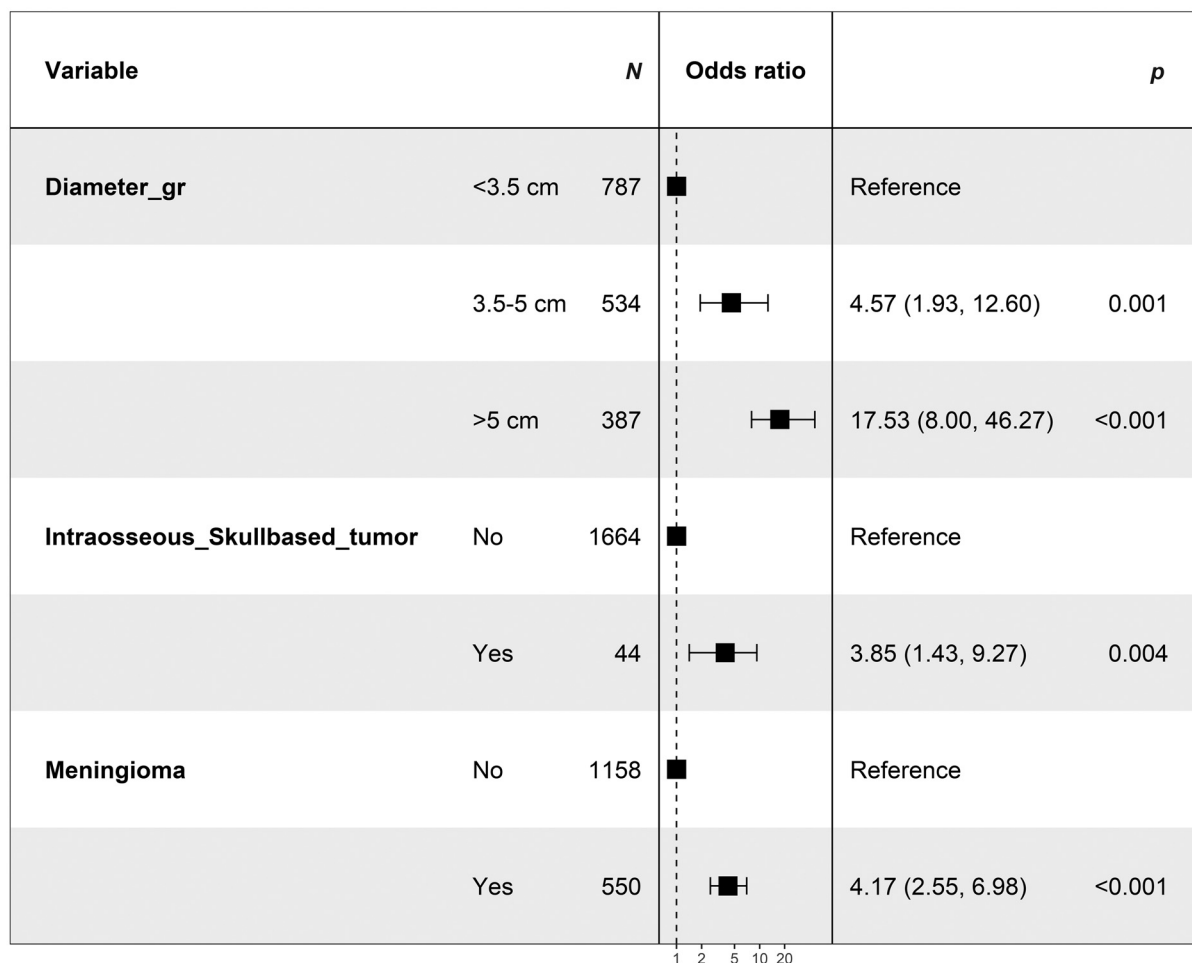 Variable N Odds ratio p
Diameter_gr <3.5 cm 787 Reference
3.5-5 cm 534 4.57 (1.93, 12.60) 0.001
>5 cm 387 17.53 (8.00, 46.27) <0.001
Intraosseous_Skullbased_tumor No 1664 Reference
Yes 44 3.85 (1.43, 9.27) 0.004
Meningioma No 1158 Reference
Yes 550 4.17 (2.55, 6.98) <0.001
1 2 5 10 20